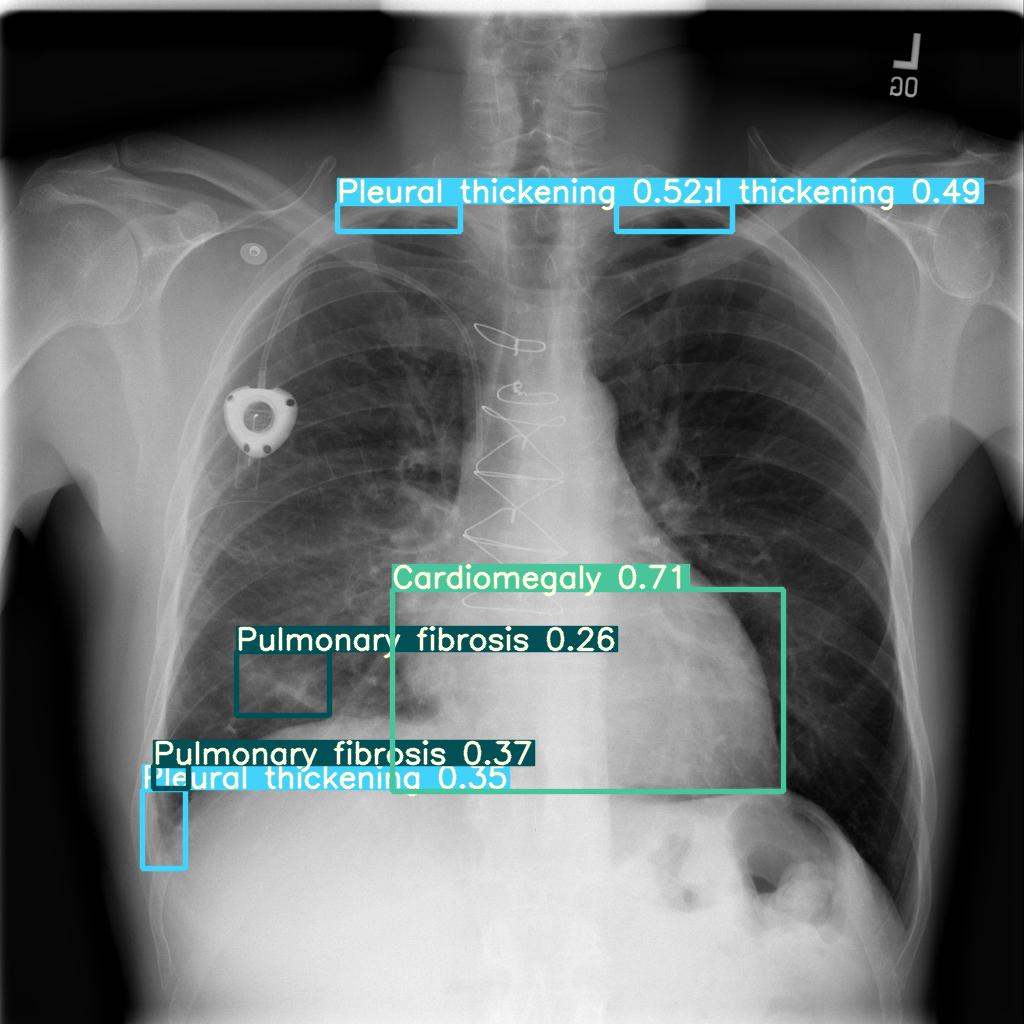 L
OG
Pleural thickening 0.52
l thickening 0.49
Cardiomegaly 0.71
Pulmonary fibrosis 0.26
Pulmonary fibrosis 0.37
Pleural thickening 0.35